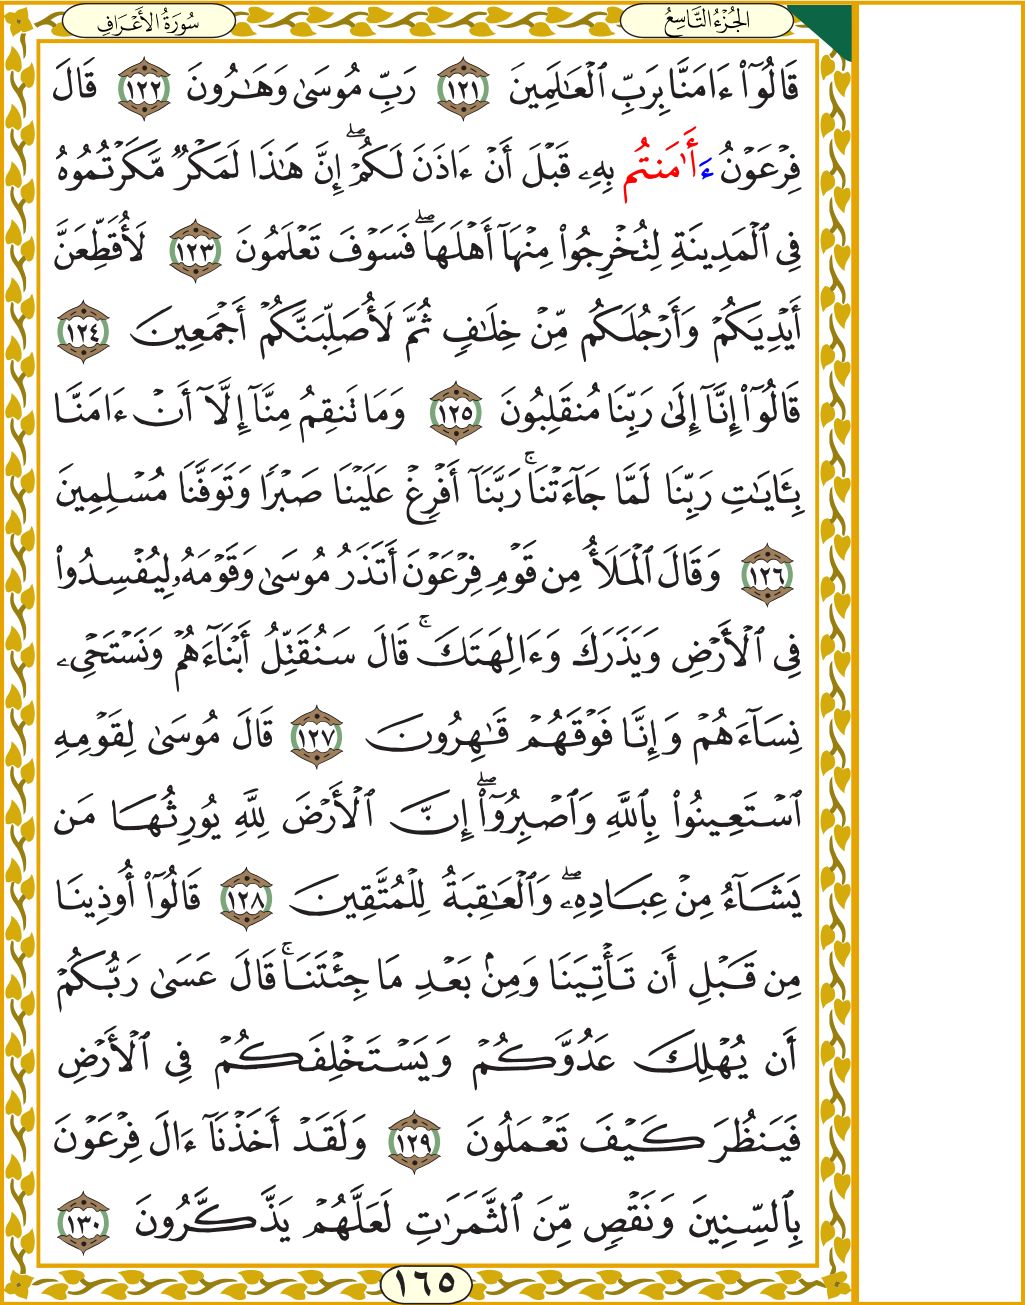 الجُزْءُ التَّاسِعُ
سُورَةُ الأَعْرَافِ
قَالُوٓا۟ ءَامَنَّا بِرَبِّ ٱلْعَـٰلَمِينَ ١٢١ رَبِّ مُوسَىٰ وَهَـٰرُونَ ١٢٢ قَالَ
فِرْعَوْنُ ءَأَٰمَنتُم بِهِۦ قَبْلَ أَنْ ءَاذَنَ لَكُمْ ۖ إِنَّ هَـٰذَا لَمَكْرٌ مَّكَرْتُمُوهُ
فِى ٱلْمَدِينَةِ لِتُخْرِجُوا۟ مِنْهَآ أَهْلَهَا ۖ فَسَوْفَ تَعْلَمُونَ ١٢٣ لَأُقَطِّعَنَّ
أَيْدِيَكُمْ وَأَرْجُلَكُم مِّنْ خِلَـٰفٍ ثُمَّ لَأُصَلِّبَنَّكُمْ أَجْمَعِينَ ١٢٤
قَالُوٓا۟ إِنَّآ إِلَىٰ رَبِّنَا مُنقَلِبُونَ ١٢٥ وَمَا تَنقِمُ مِنَّآ إِلَّآ أَنْ ءَامَنَّا
بِـَٔايَـٰتِ رَبِّنَا لَمَّا جَآءَتْنَا ۚ رَبَّنَآ أَفْرِغْ عَلَيْنَا صَبْرًا وَتَوَفَّنَا مُسْلِمِينَ
١٢٦ وَقَالَ ٱلْمَلَأُ مِن قَوْمِ فِرْعَوْنَ أَتَذَرُ مُوسَىٰ وَقَوْمَهُۥ لِيُفْسِدُوا۟
فِى ٱلْأَرْضِ وَيَذَرَكَ وَءَالِهَتَكَ ۚ قَالَ سَنُقَتِّلُ أَبْنَآءَهُمْ وَنَسْتَحْىِۦ
نِسَآءَهُمْ وَإِنَّا فَوْقَهُمْ قَـٰهِرُونَ ١٢٧ قَالَ مُوسَىٰ لِقَوْمِهِ
ٱسْتَعِينُوا۟ بِٱللَّهِ وَٱصْبِرُوٓا۟ ۖ إِنَّ ٱلْأَرْضَ لِلَّهِ يُورِثُهَا مَن
يَشَآءُ مِنْ عِبَادِهِۦ ۖ وَٱلْعَـٰقِبَةُ لِلْمُتَّقِينَ ١٢٨ قَالُوٓا۟ أُوذِينَا
مِن قَبْلِ أَن تَأْتِيَنَا وَمِنۢ بَعْدِ مَا جِئْتَنَا ۚ قَالَ عَسَىٰ رَبُّكُمْ
أَن يُهْلِكَ عَدُوَّكُمْ وَيَسْتَخْلِفَكُمْ فِى ٱلْأَرْضِ
فَيَنظُرَ كَيْفَ تَعْمَلُونَ ١٢٩ وَلَقَدْ أَخَذْنَآ ءَالَ فِرْعَوْنَ
بِٱلسِّنِينَ وَنَقْصٍ مِّنَ ٱلثَّمَرَٰتِ لَعَلَّهُمْ يَذَّكَّرُونَ ١٣٠
١٦٥